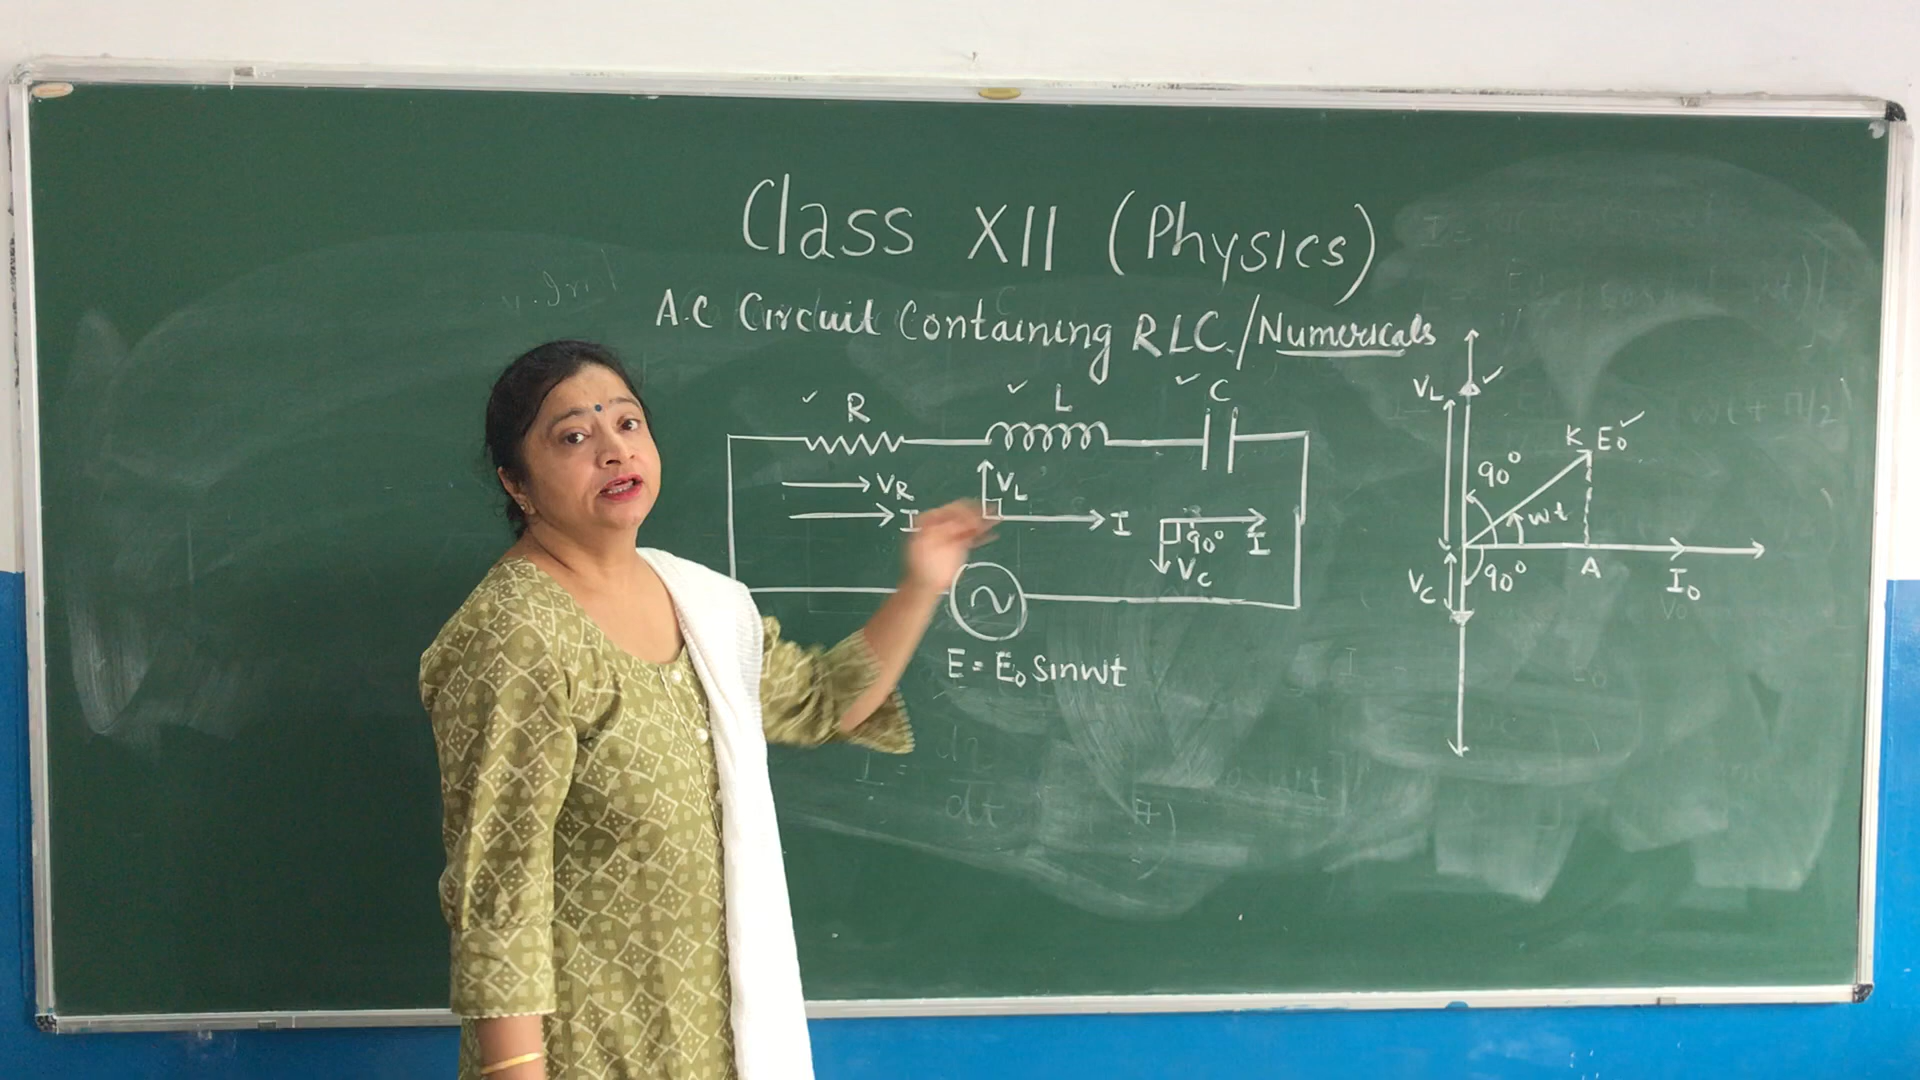 Class XII (Physics)
A.C Circuit Containing RLC/Numericals
R L C
VR
I
VL
I
90° I
VC
E = E₀ sinwt
VL
K E₀
90°
wt
VC
90°
A
I₀